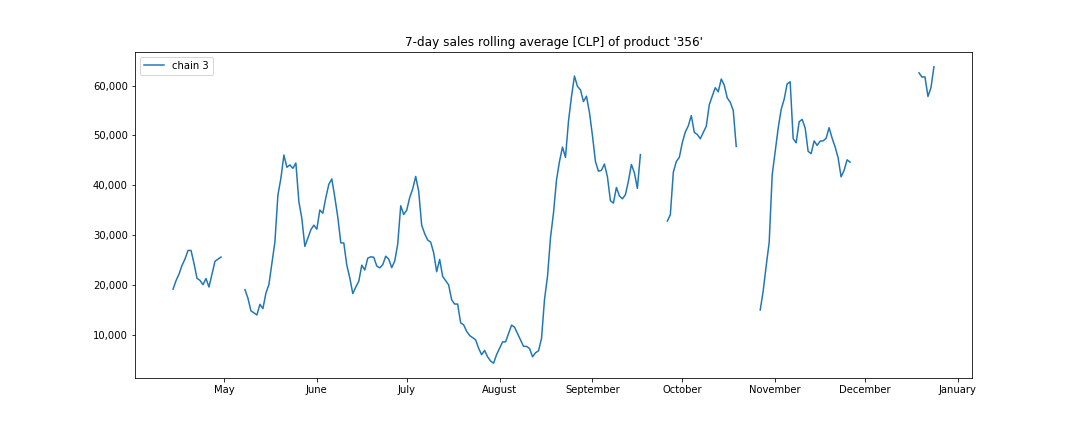 7-day sales rolling average [CLP] of product '356'
chain 3
60,000
50,000
40,000
30,000
20,000
10,000
May June July August September October November December January